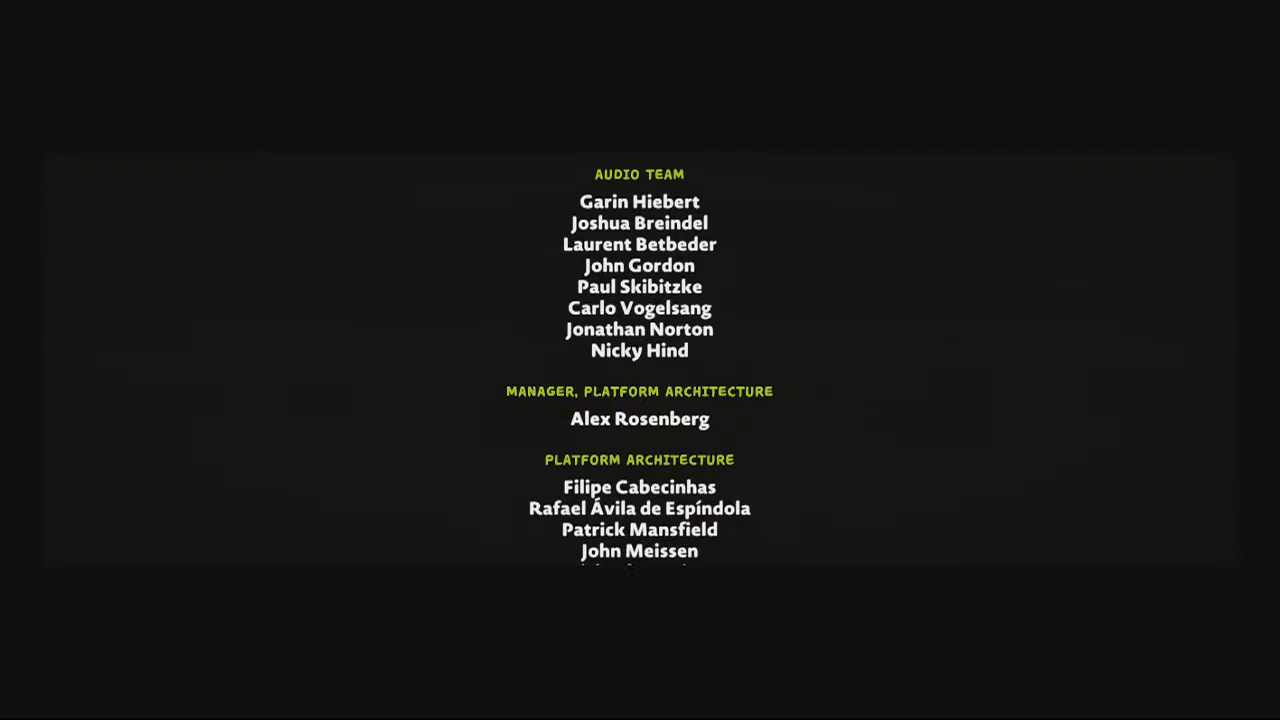 AUDIO TEAM
Garin Hiebert
Joshua Breindel
Laurent Betbeder
John Gordon
Paul Skibitzke
Carlo Vogelsang
Jonathan Norton
Nicky Hind
MANAGER, PLATFORM ARCHITECTURE
Alex Rosenberg
PLATFORM ARCHITECTURE
Filipe Cabecinhas
Rafael Ávila de Espíndola
Patrick Mansfield
John Meissen